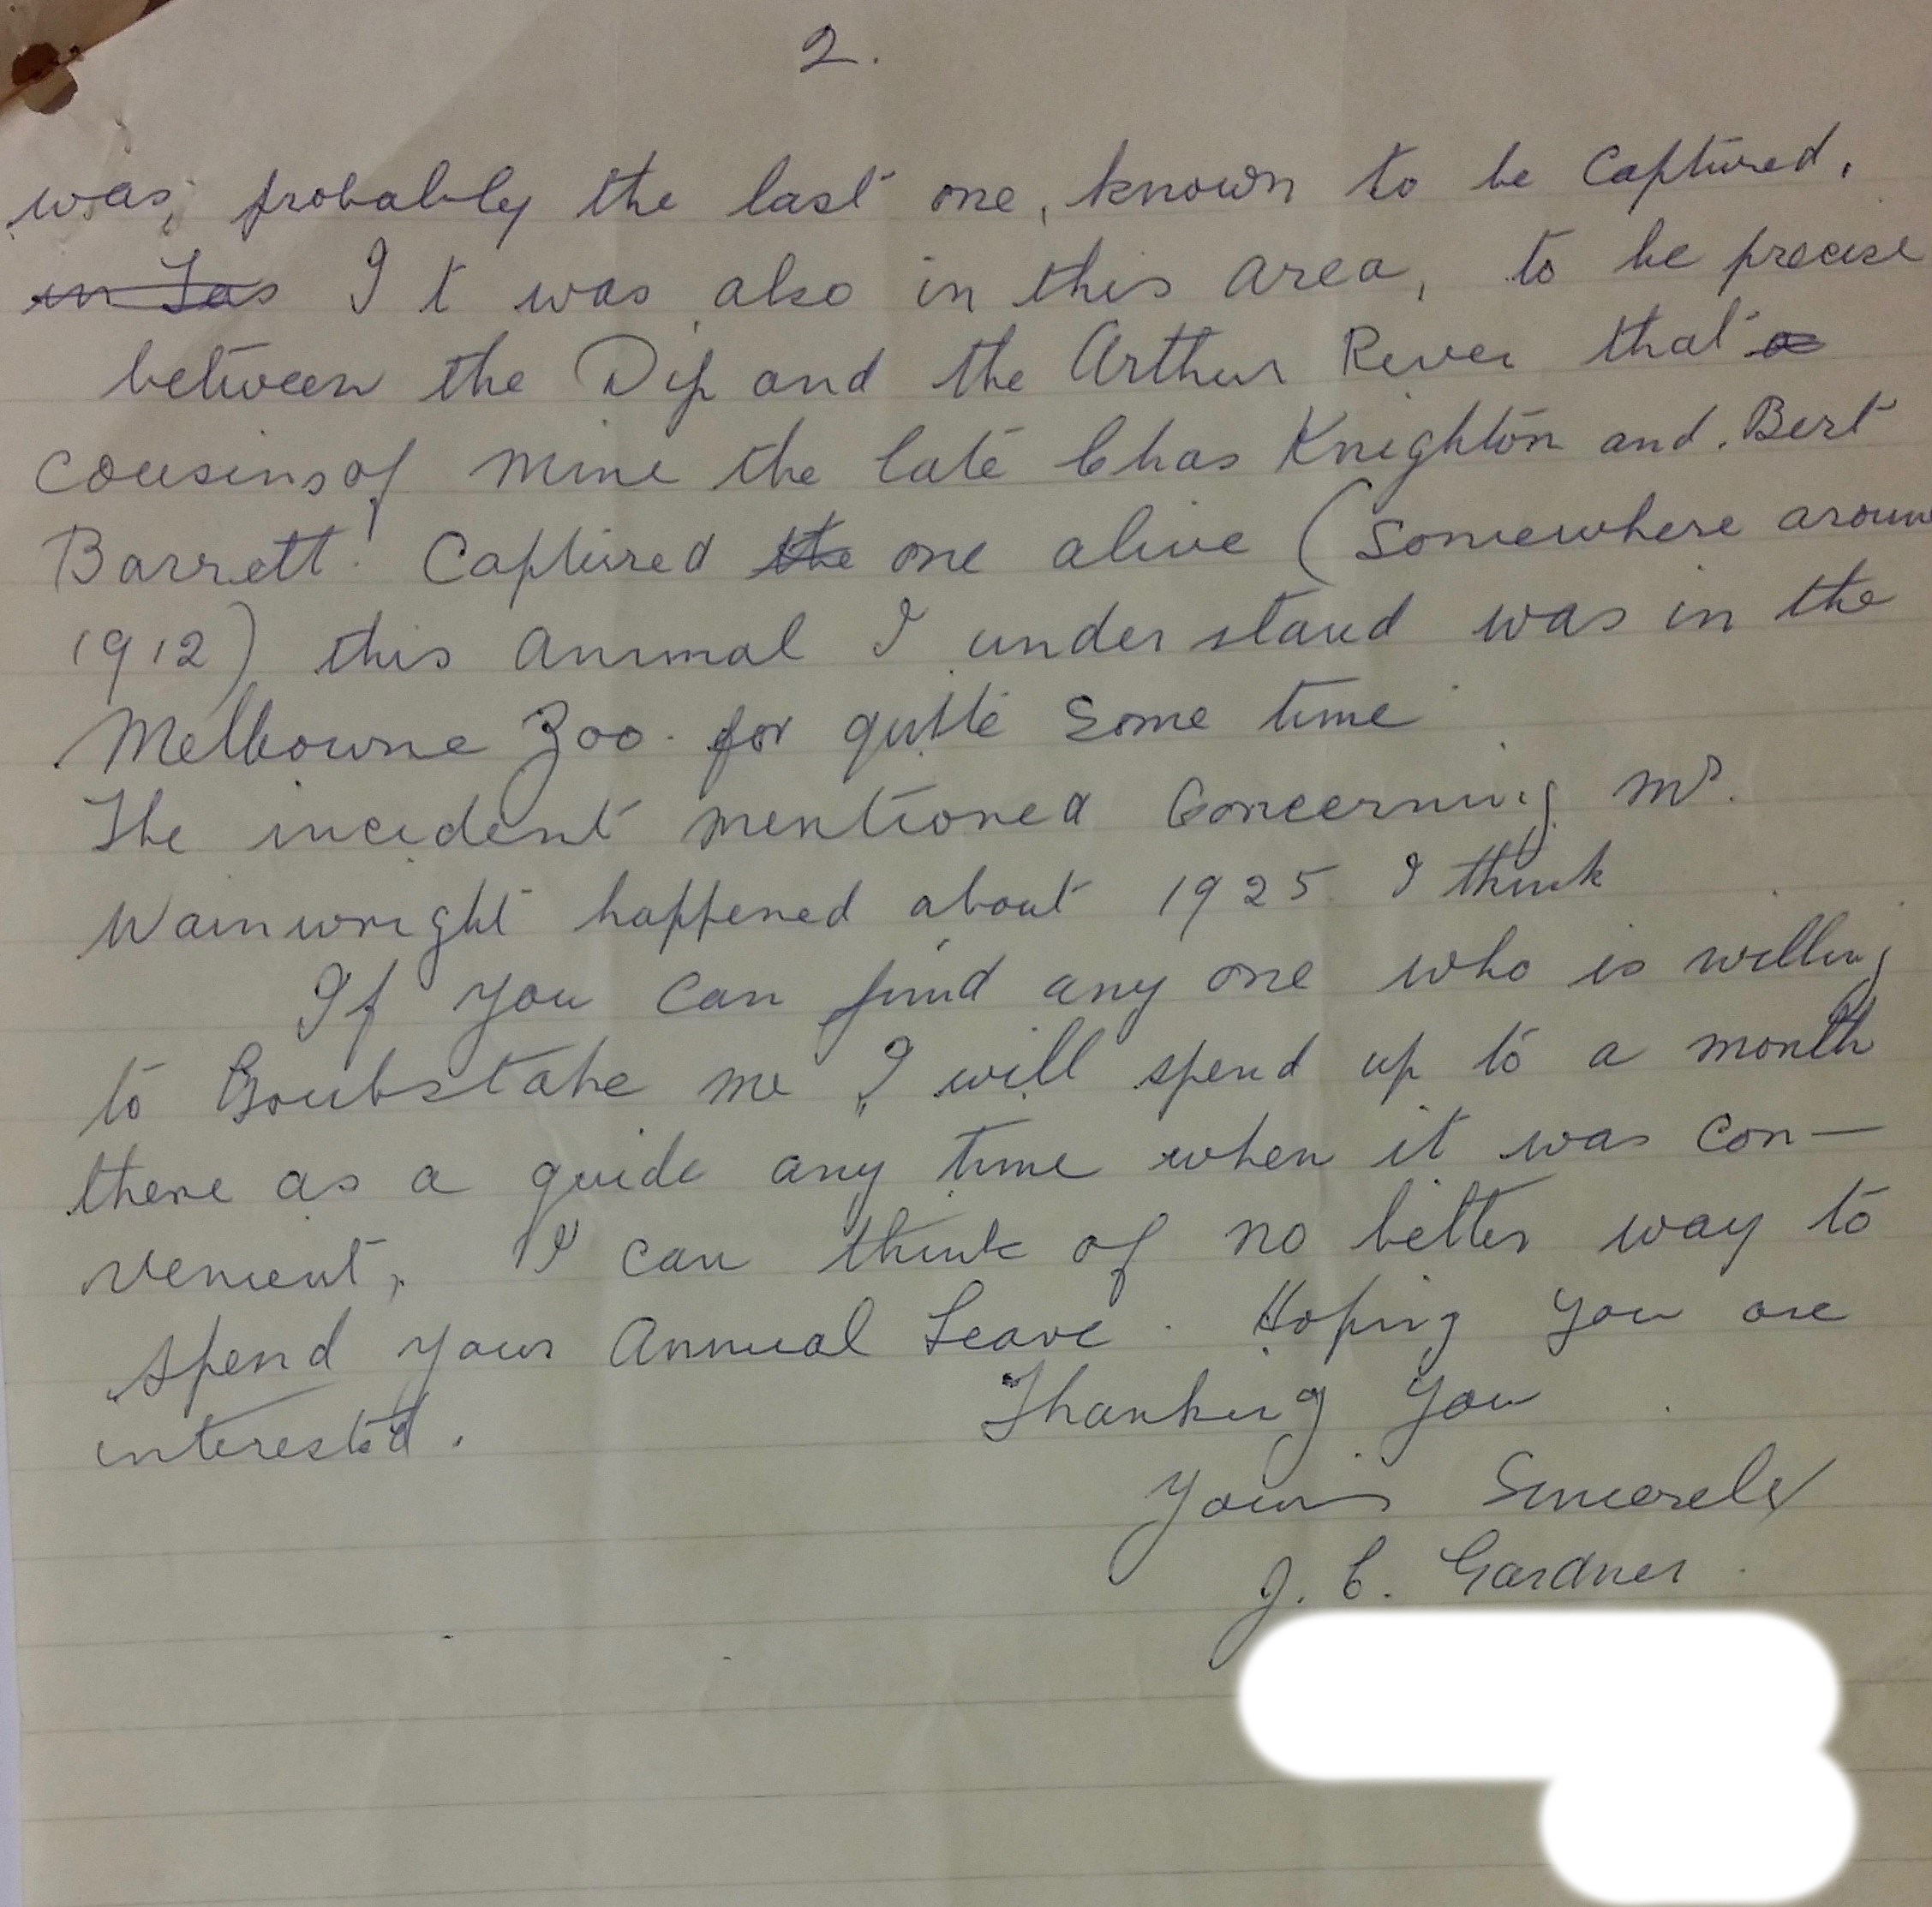 2.
was, probably the last one, known to be Captured.
in Tas It was also in this area, to be precise
between the Dip and the Arthur River that a
Cousins of mine the late Chas Knighton and. Bert
Barrett. Captured the one alive (Somewhere aroun
1912) this animal I understand was in the
Melbourne Zoo. for quite some time
The incident mentioned Concerning Mr.
Wainwright happened about 1925. I think
If you can find any one who is willing
to Groubstake me, I will spend up to a month
there as a guide any time when it was con—
venient, I can think of no better way to
spend your Annual Leave. Hoping you are
interested.
Thanking you
Yours Sincerely
J. C. Gardner.